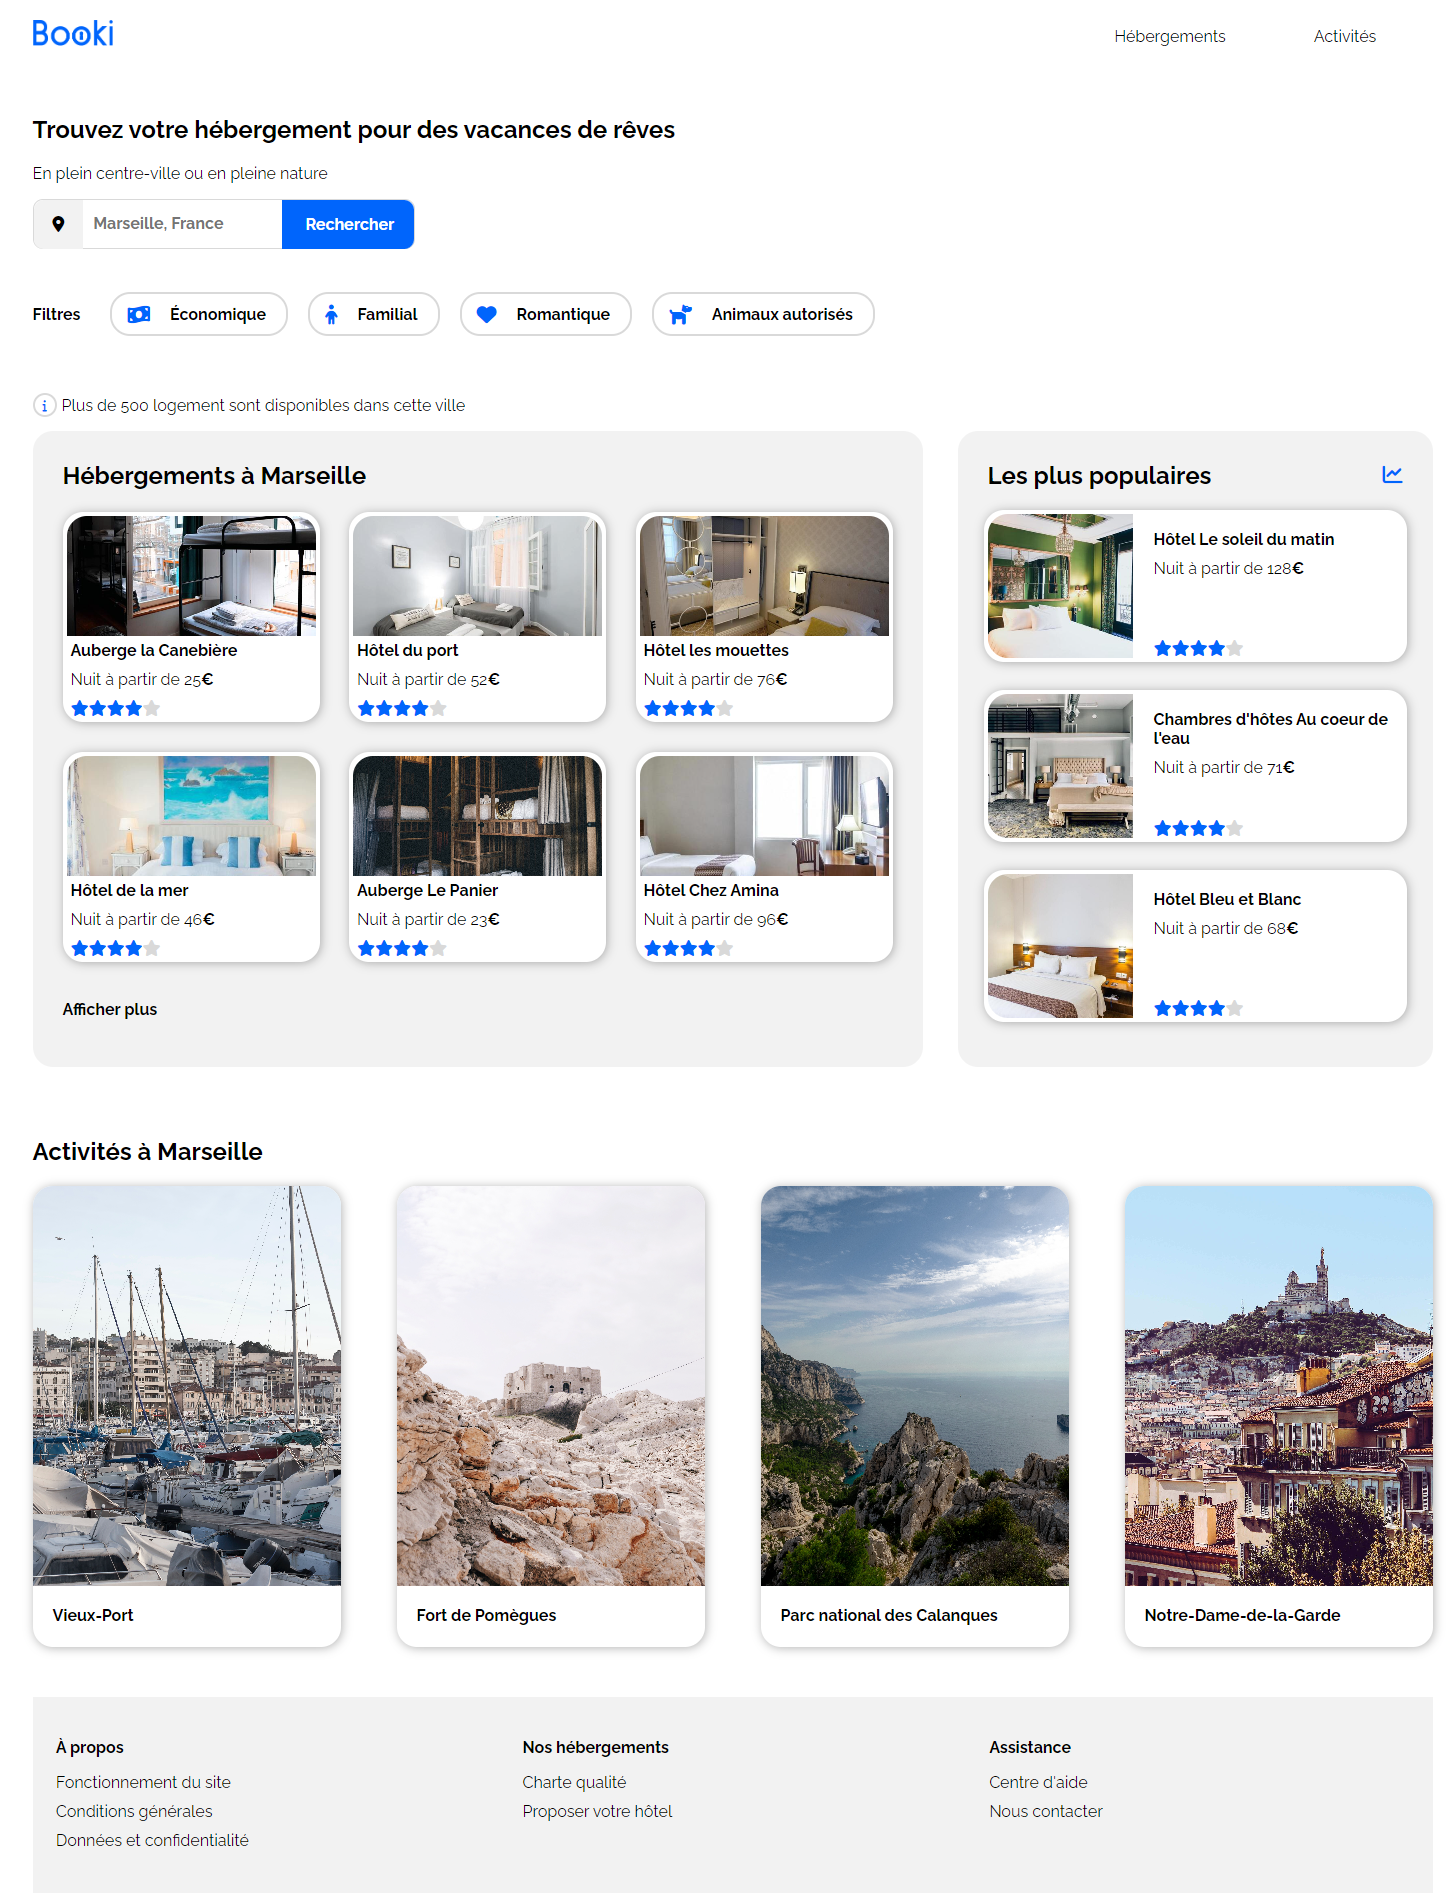 Booki
Hébergements
Activités
Trouvez votre hébergement pour des vacances de rêves
En plein centre-ville ou en pleine nature
Marseille, France
Rechercher
Filtres
Économique
Familial
Romantique
Animaux autorisés
Plus de 500 logement sont disponibles dans cette ville
Hébergements à Marseille
Auberge la Canebière
Nuit à partir de 25€
Hôtel du port
Nuit à partir de 52€
Hôtel les mouettes
Nuit à partir de 76€
Hôtel de la mer
Nuit à partir de 46€
Auberge Le Panier
Nuit à partir de 23€
Hôtel Chez Amina
Nuit à partir de 96€
Afficher plus
Les plus populaires
Hôtel Le soleil du matin
Nuit à partir de 128€
Chambres d'hôtes Au coeur de
l'eau
Nuit à partir de 71€
Hôtel Bleu et Blanc
Nuit à partir de 68€
Activités à Marseille
Vieux-Port
Fort de Pomègues
Parc national des Calanques
Notre-Dame-de-la-Garde
À propos
Fonctionnement du site
Conditions générales
Données et confidentialité
Nos hébergements
Charte qualité
Proposer votre hôtel
Assistance
Centre d'aide
Nous contacter